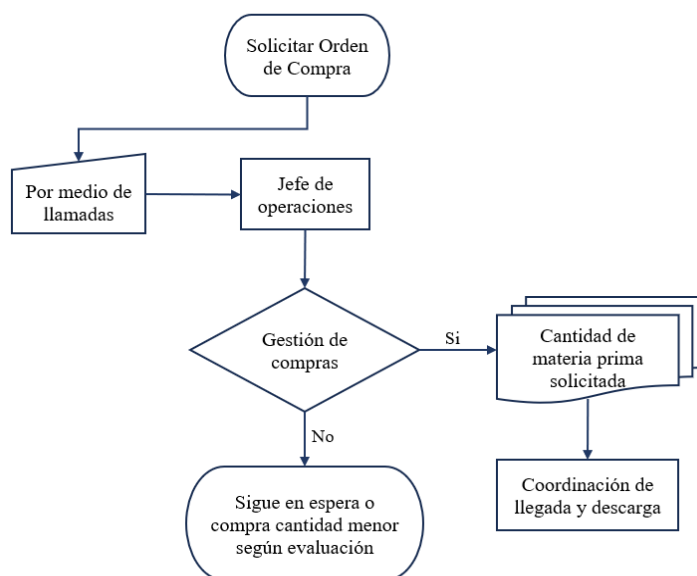 Solicitar Orden
de Compra
Por medio de
llamadas
Jefe de
operaciones
Gestión de
compras
Si
Cantidad de
materia prima
solicitada
No
Coordinación de
llegada y descarga
Sigue en espera o
compra cantidad menor
según evaluación